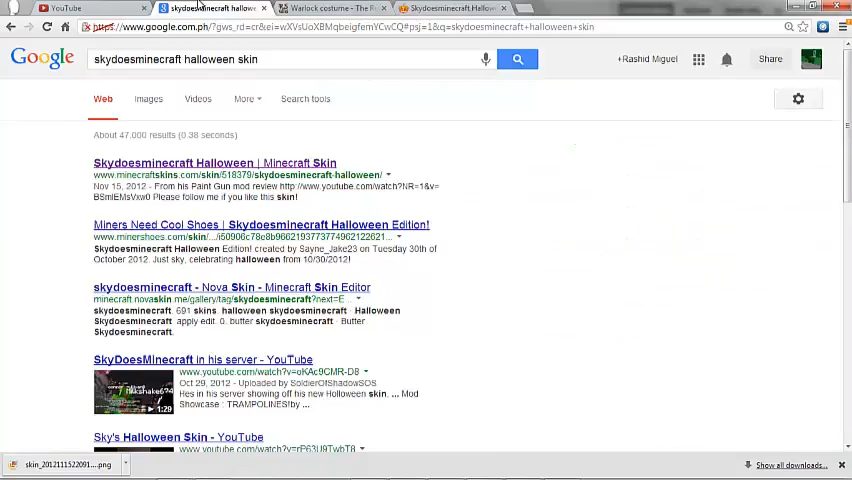 YouTube
skydoesminecraft hallow
Warlock costume - The R
Skydoesminecraft Hallow
https://www.google.com.ph/?gws_rd=cr&ei=wXVsUoXBMqbeigfemYCwCQ#psj=1&q=skydoesminecraft+halloween+skin
Google
skydoesminecraft halloween skin
+Rashid Miguel
Share
Web
Images
Videos
More
Search tools
About 47,000 results (0.38 seconds)
Skydoesminecraft Halloween | Minecraft Skin
www.minecraftskins.com/skin/518379/skydoesminecraft-halloween/
Nov 15, 2012 - From his Paint Gun mod review http://www.youtube.com/watch?NR=1&v=
BSmIEMsVxw0 Please follow me if you like this skin!
Miners Need Cool Shoes | Skydoesminecraft Halloween Edition!
www.minershoes.com/skin/...i50906c78e8b9662193773774962122621...
Skydoesminecraft Halloween Edition! created by Sayne_Jake23 on Tuesday 30th of
October 2012. Just sky, celebrating halloween from 10/30/2012!
skydoesminecraft - Nova Skin - Minecraft Skin Editor
minecraft.novaskin.me/gallery/tag/skydoesminecraft?next=E...
skydoesminecraft. 691 skins. halloween skydoesminecraft · Halloween
Skydoesminecraft apply edit. 0. butter skydoesminecraft · Butter
Skydoesminecraft.
SkyDoesMinecraft in his server - YouTube
www.youtube.com/watch?v=oKAc9CMR-D8
Oct 29, 2012 - Uploaded by SoldierOfShadowSOS
Hes in his server showing off his new Holloween skin. ... Mod
Showcase : TRAMPOLINES!by ...
1:29
Sky's Halloween Skin - YouTube
www.youtube.com/watch?v=rP63U9TwbT8
skin_2012111522091....png
Show all downloads...